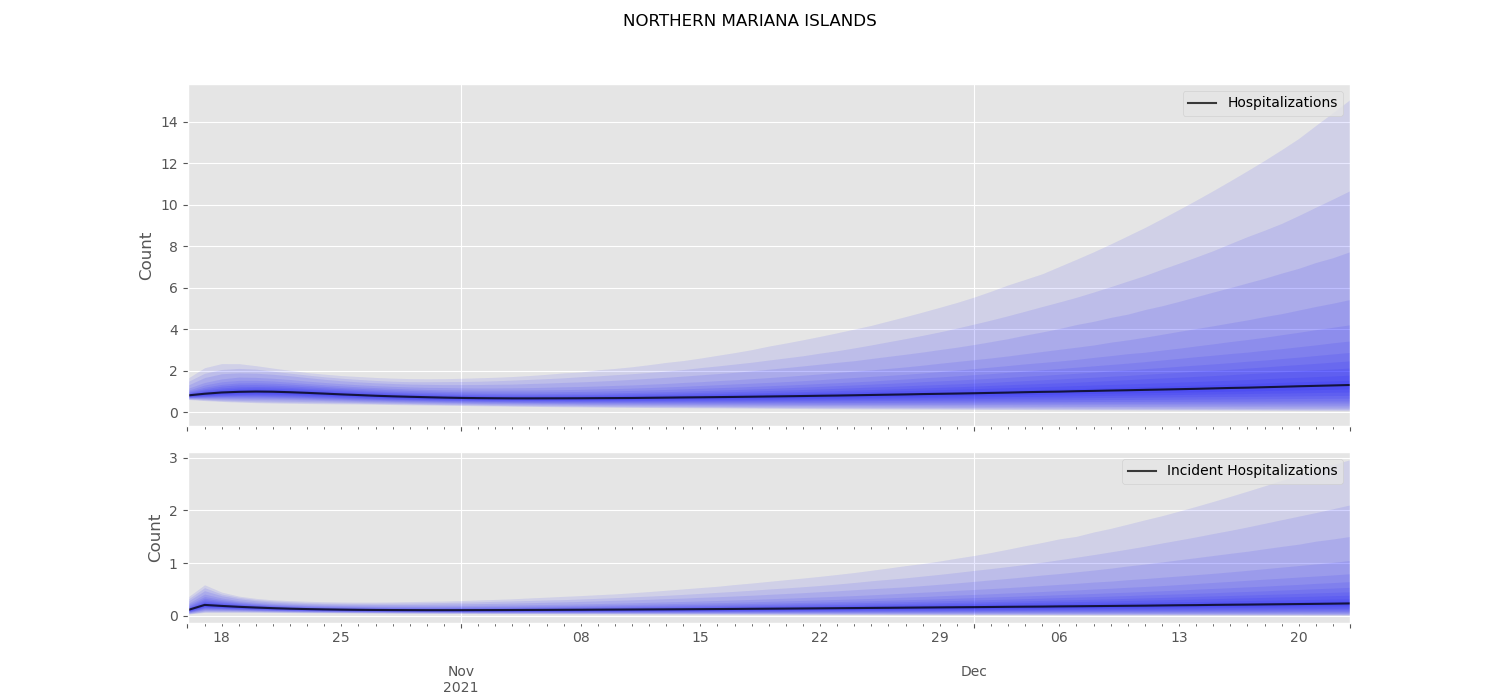 NORTHERN MARIANA ISLANDS
Hospitalizations
14
12
10
8
6
4
2
0
Count
Incident Hospitalizations
3
2
1
0
Count
18 25 08 15 22 29 06 13 20
Nov Dec
2021